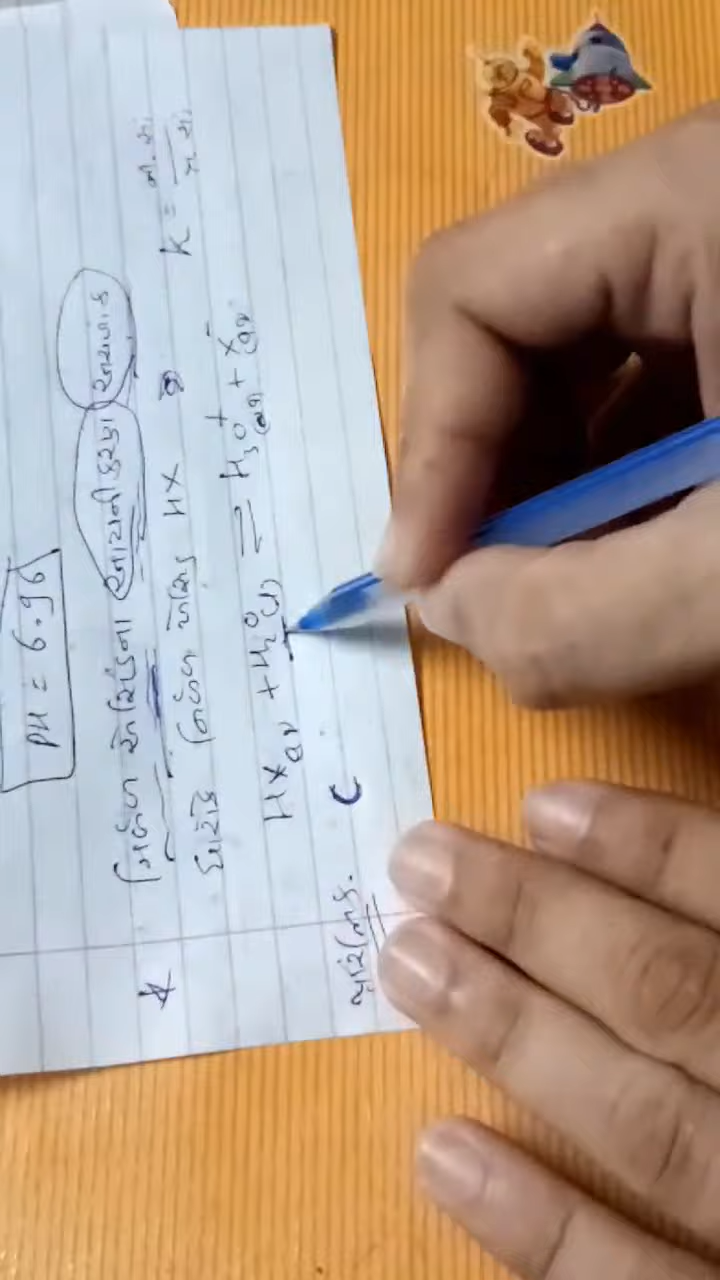 PH = 6.96
* નિર્બળ એસિડના આયનીકરણ અચળાંક
ધારો કે નિર્બળ એસિડ HX છે K = ની.સાં / પ્ર.સાં
HX aq + H₂O (l) ⇌ H₃O⁺ (aq) + X⁻ (aq)
પ્રારંભિક. C